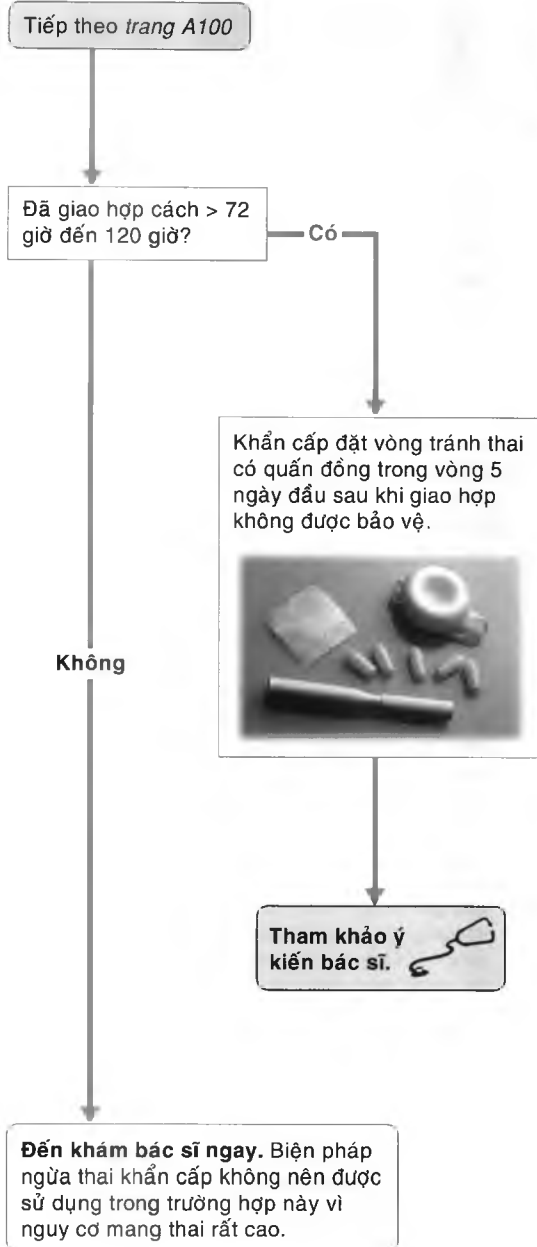 Tiếp theo trang A100
Đã giao hợp cách > 72
giờ đến 120 giờ?
Có
Khẩn cấp đặt vòng tránh thai
có quấn đồng trong vòng 5
ngày đầu sau khi giao hợp
không được bảo vệ.
Không
Tham khảo ý
kiến bác sĩ.
Đến khám bác sĩ ngay. Biện pháp
ngừa thai khẩn cấp không nên được
sử dụng trong trường hợp này vì
nguy cơ mang thai rất cao.